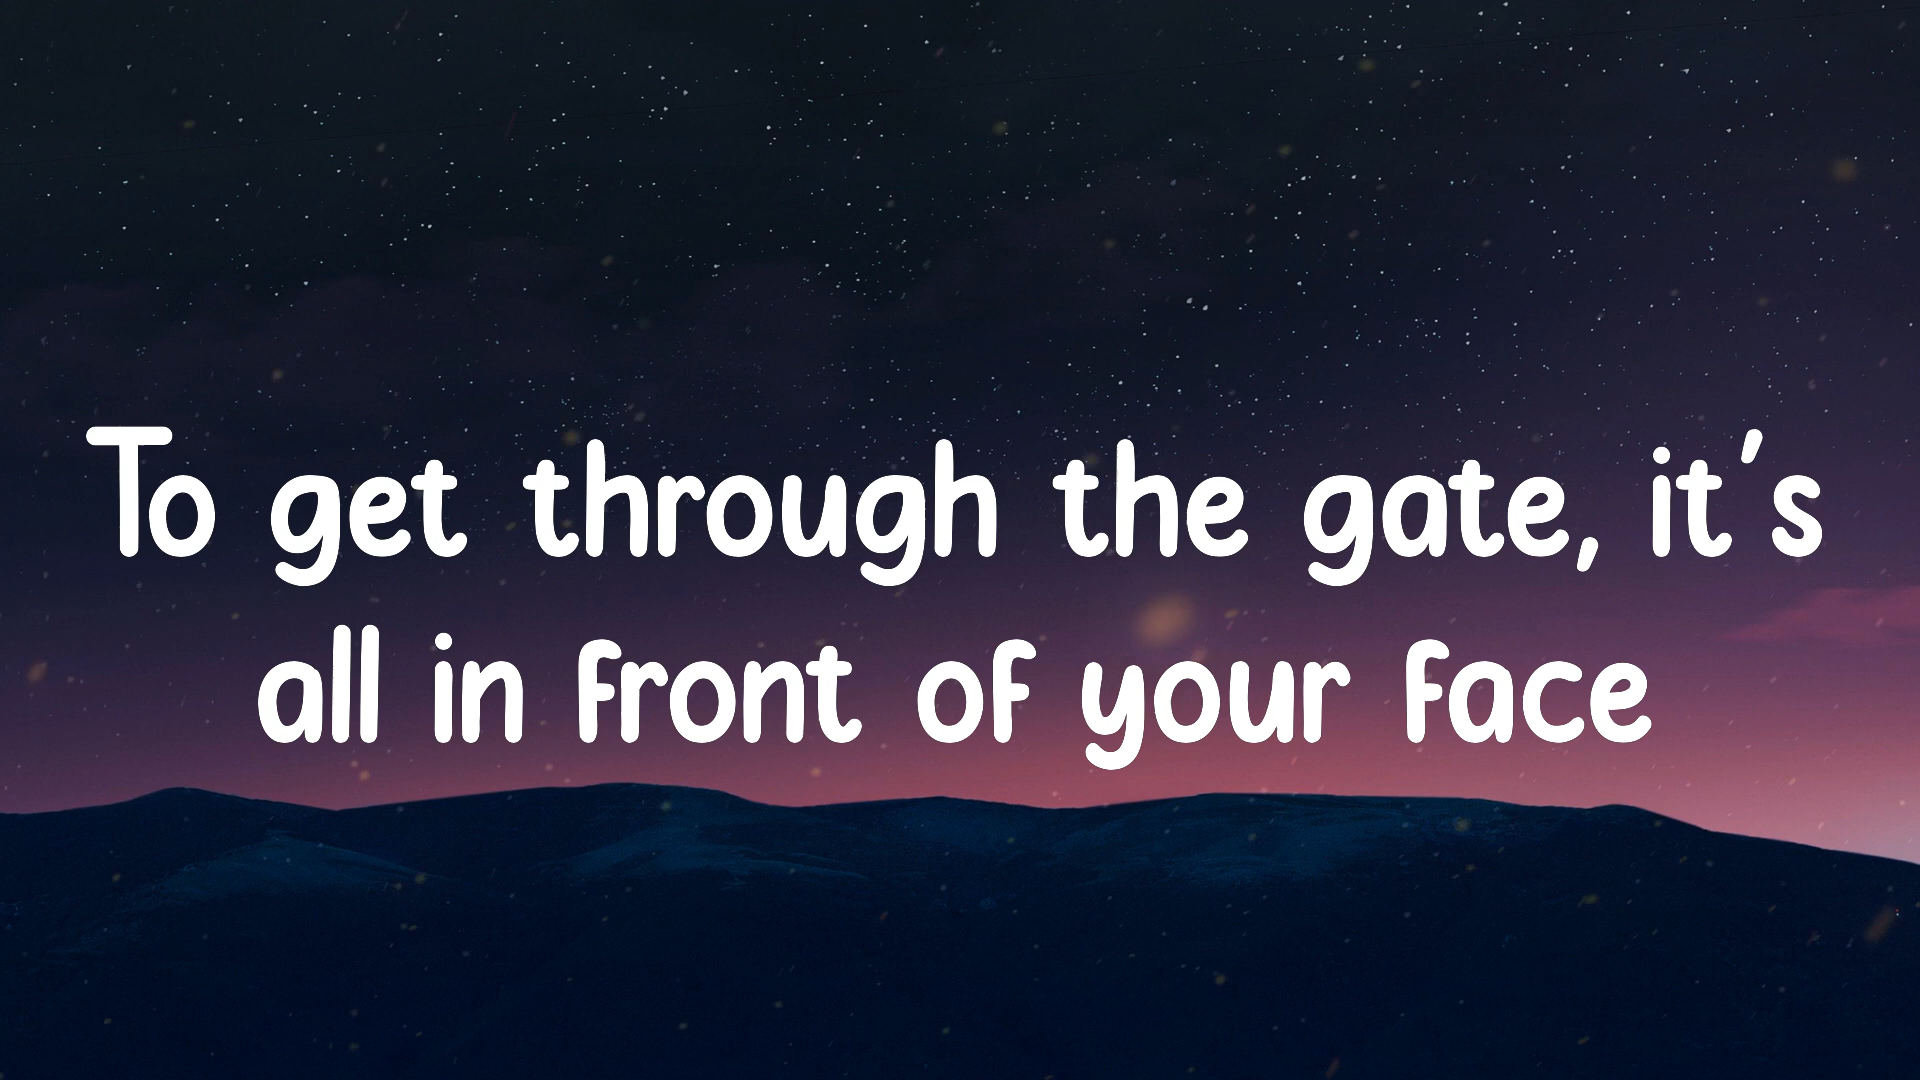 To get through the gate, it's
all in front of your face